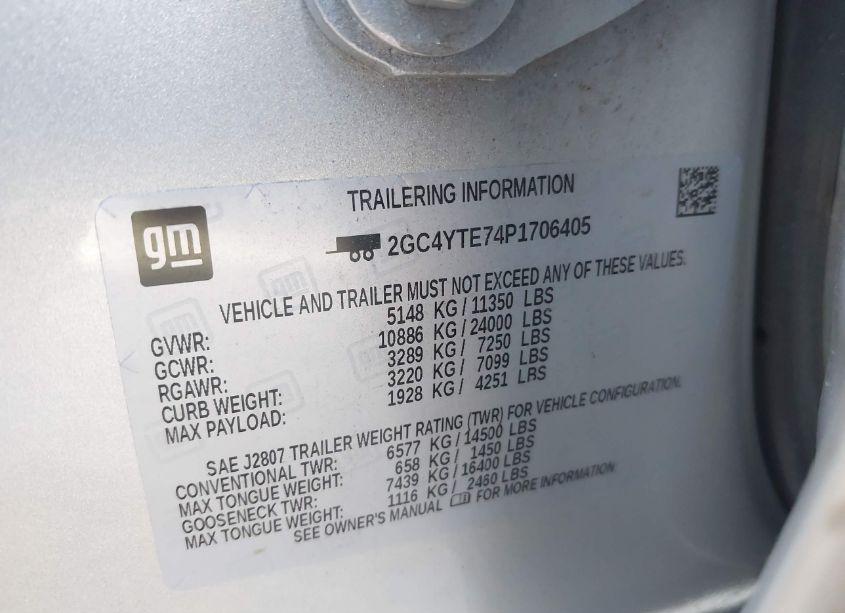 TRAILERING INFORMATION
gm
2GC4YTE74P1706405
VEHICLE AND TRAILER MUST NOT EXCEED ANY OF THESE VALUES.
GVWR: 5148 KG/11350 LBS
GCWR: 10886 KG/24000 LBS
RGAWR: 3289 KG/ 7250 LBS
CURB WEIGHT: 3220 KG/ 7099 LBS
MAX PAYLOAD: 1928 KG/ 4251 LBS
SAE J2807 TRAILER WEIGHT RATING (TWR) FOR VEHICLE CONFIGURATION.
CONVENTIONAL TWR: 6577 KG/14500 LBS
MAX TONGUE WEIGHT: 658 KG/ 1450 LBS
GOOSENECK TWR: 7439 KG/16400 LBS
MAX TONGUE WEIGHT: 1116 KG/ 2460 LBS
SEE OWNER'S MANUAL FOR MORE INFORMATION